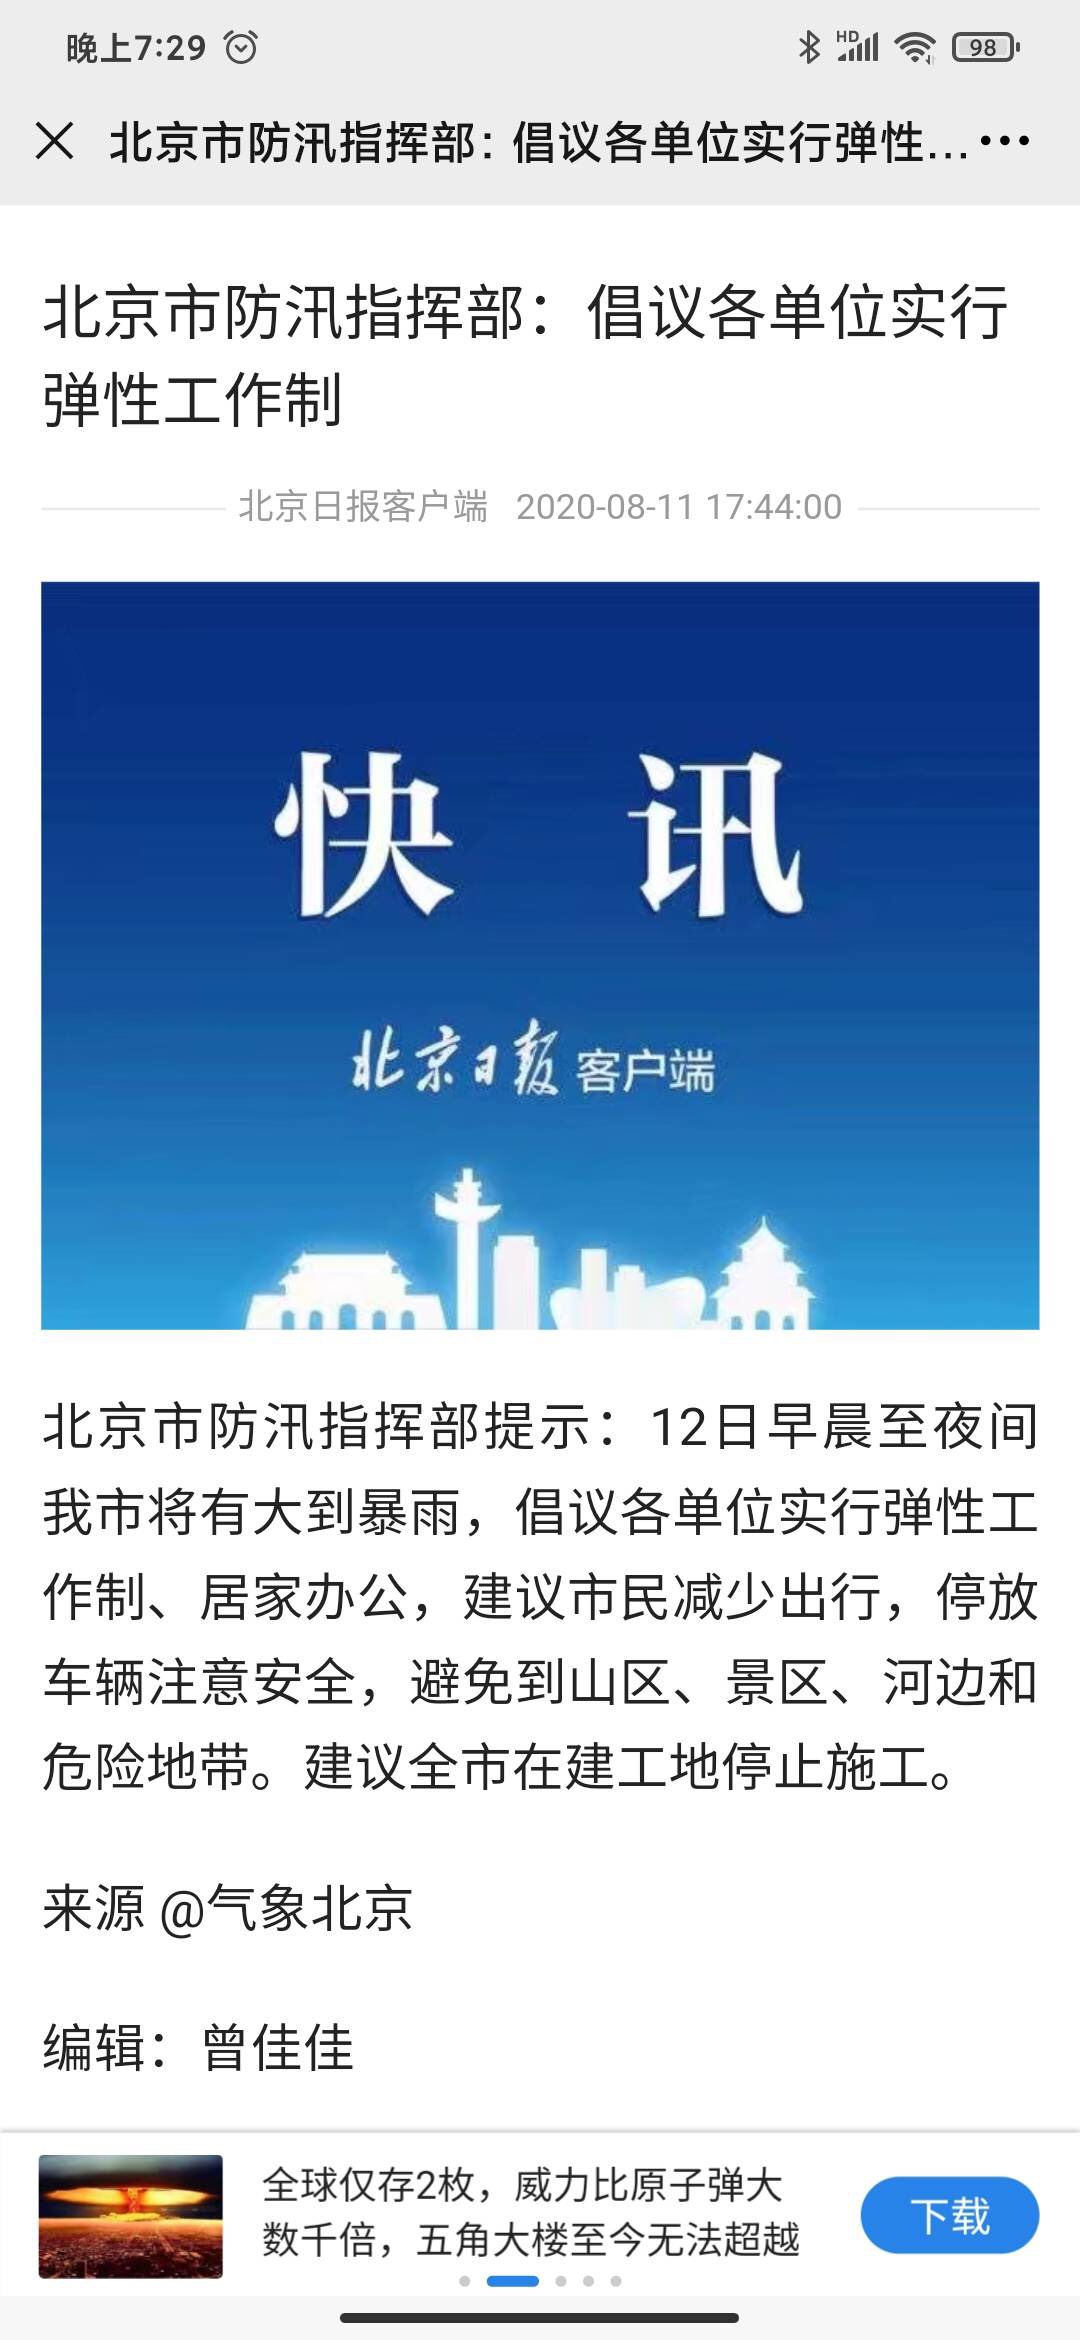 晚上7:29
HD
98
北京市防汛指挥部：倡议各单位实行弹性...
北京市防汛指挥部：倡议各单位实行
弹性工作制
北京日报客户端 2020-08-11 17:44:00
快讯
北京日报客户端
北京市防汛指挥部提示：12日早晨至夜间
我市将有大到暴雨，倡议各单位实行弹性工
作制、居家办公，建议市民减少出行，停放
车辆注意安全，避免到山区、景区、河边和
危险地带。建议全市在建工地停止施工。
来源 @气象北京
编辑：曾佳佳
全球仅存2枚，威力比原子弹大
数千倍，五角大楼至今无法超越
下载